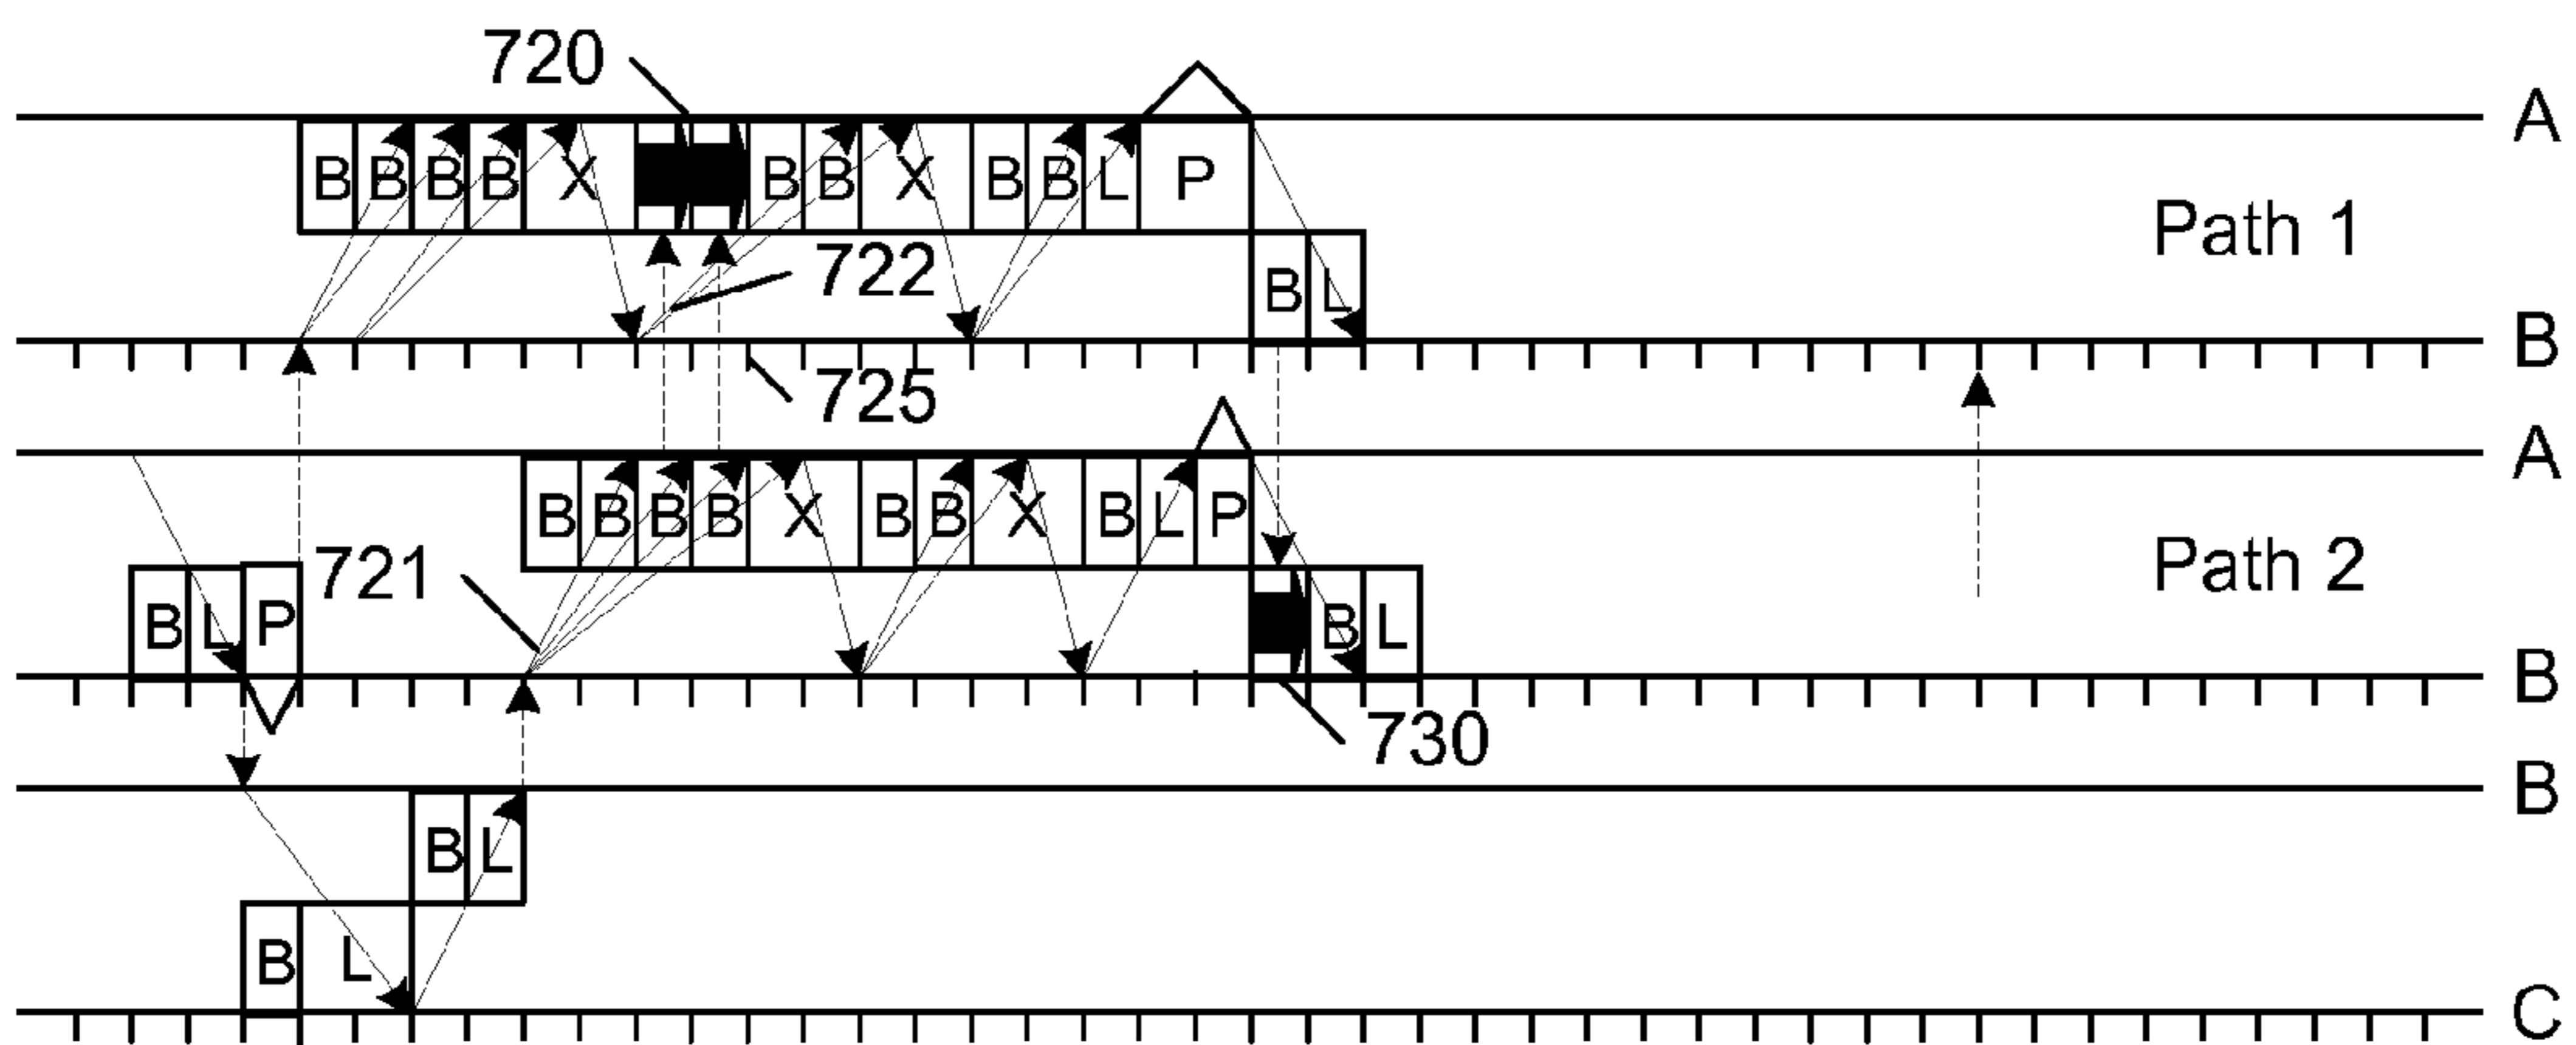 720
A
B B B B X B B X B B L P
Path 1
722
B L
B
725
A
B B B B X B B X B L P
721
Path 2
B L P
B L
B
730
B
B L
B L
C